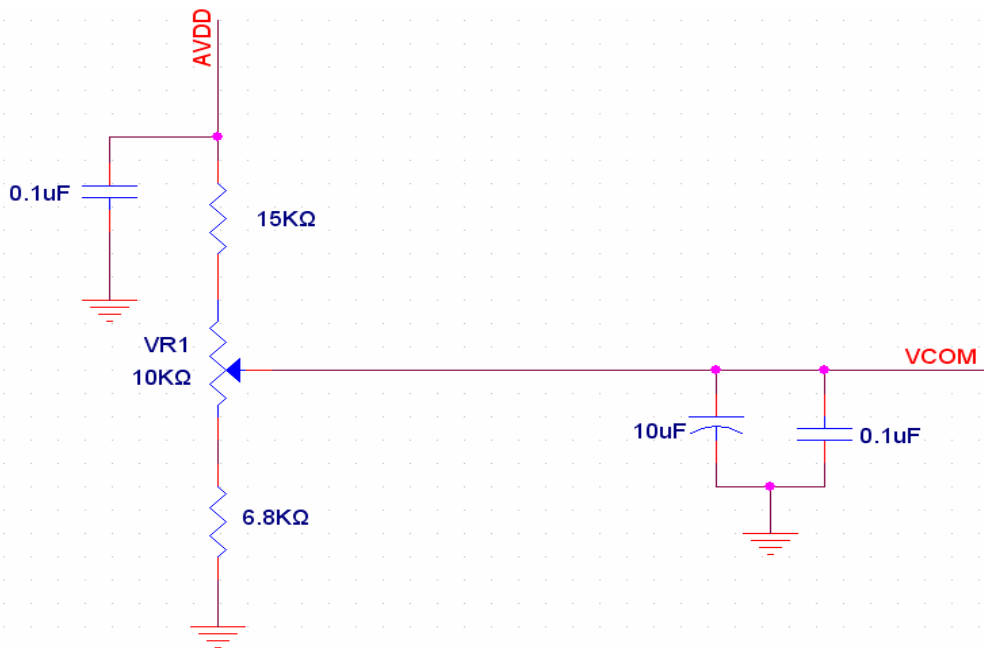 AVDD
0.1uF
15KΩ
VR1
10KΩ
VCOM
10uF
0.1uF
6.8KΩ